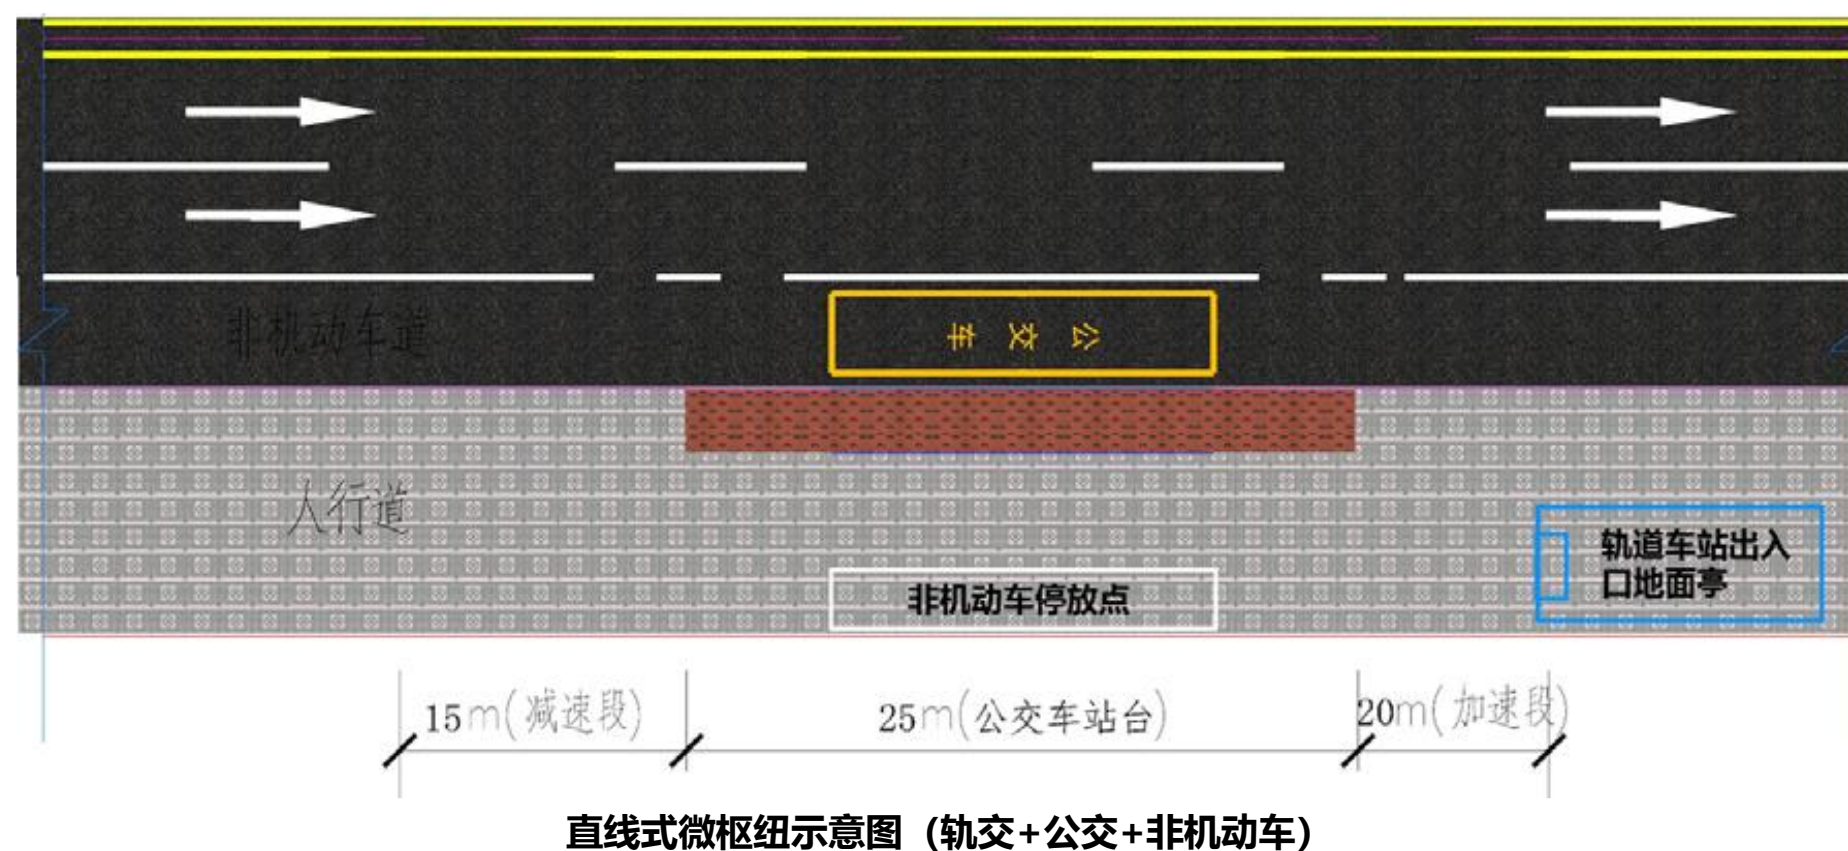 非机动车道
公交车
人行道
轨道车站出入
口地面亭
非机动车停放点
15m(减速段)
25m(公交车站台)
20m(加速段)
直线式微枢纽示意图（轨交+公交+非机动车）